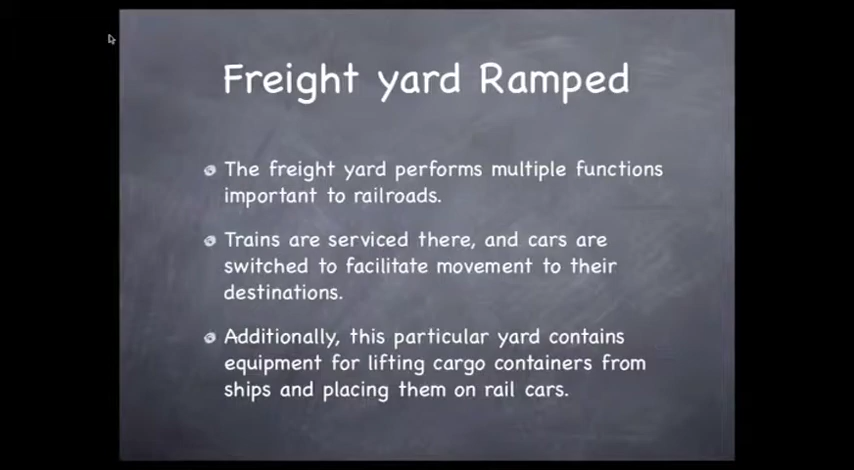 Freight yard Ramped
The freight yard performs multiple functions
important to railroads.
Trains are serviced there, and cars are
switched to facilitate movement to their
destinations.
Additionally, this particular yard contains
equipment for lifting cargo containers from
ships and placing them on rail cars.